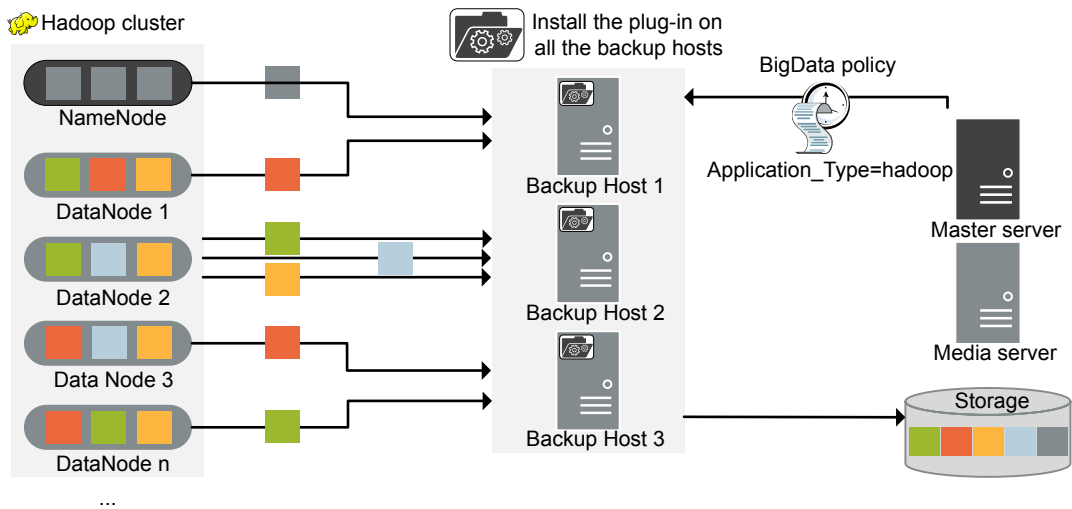 Hadoop cluster
NameNode
DataNode 1
DataNode 2
Data Node 3
DataNode n
...
Install the plug-in on
all the backup hosts
Backup Host 1
Backup Host 2
Backup Host 3
BigData policy
Application_Type=hadoop
Master server
Media server
Storage